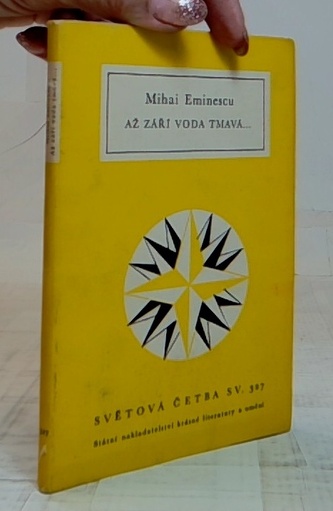 Mihai Eminescu
AŽ ZÁŘÍ VODA TMAVÁ...
SVĚTOVÁ ČETBA SV. 397
Státní nakladatelství krásné literatury a umění